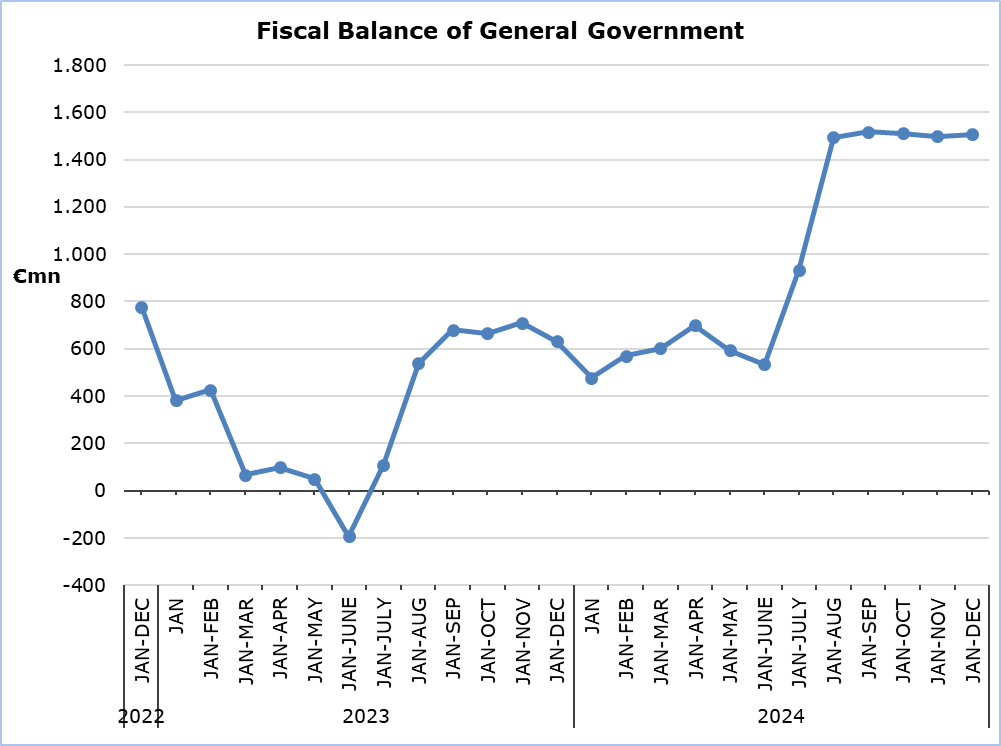 Fiscal Balance of General Government
1.800
1.600
1.400
1.200
1.000
€mn
800
600
400
200
0
-200
-400
JAN-DEC
JAN
JAN-FEB
JAN-MAR
JAN-APR
JAN-MAY
JAN-JUNE
JAN-JULY
JAN-AUG
JAN-SEP
JAN-OCT
JAN-NOV
JAN-DEC
JAN
JAN-FEB
JAN-MAR
JAN-APR
JAN-MAY
JAN-JUNE
JAN-JULY
JAN-AUG
JAN-SEP
JAN-OCT
JAN-NOV
JAN-DEC
2022
2023
2024